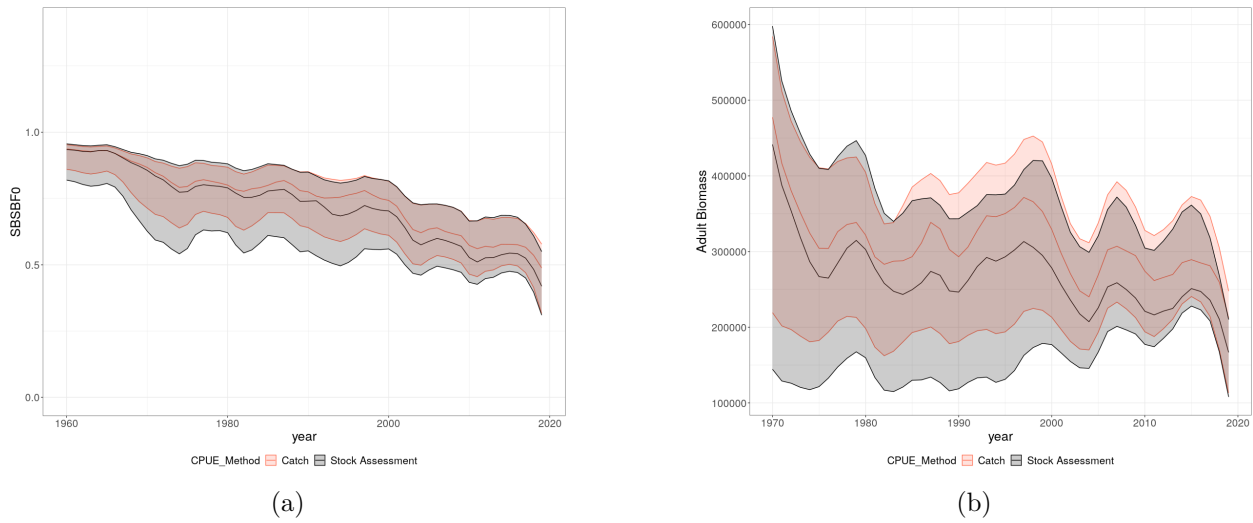 1.0
0.5
0.0
SBSBF0
1960
1980
2000
2020
year
CPUE_Method Catch Stock Assessment
(a)
600000
500000
400000
300000
200000
100000
Adult Biomass
1970
1980
1990
2000
2010
2020
year
CPUE_Method Catch Stock Assessment
(b)